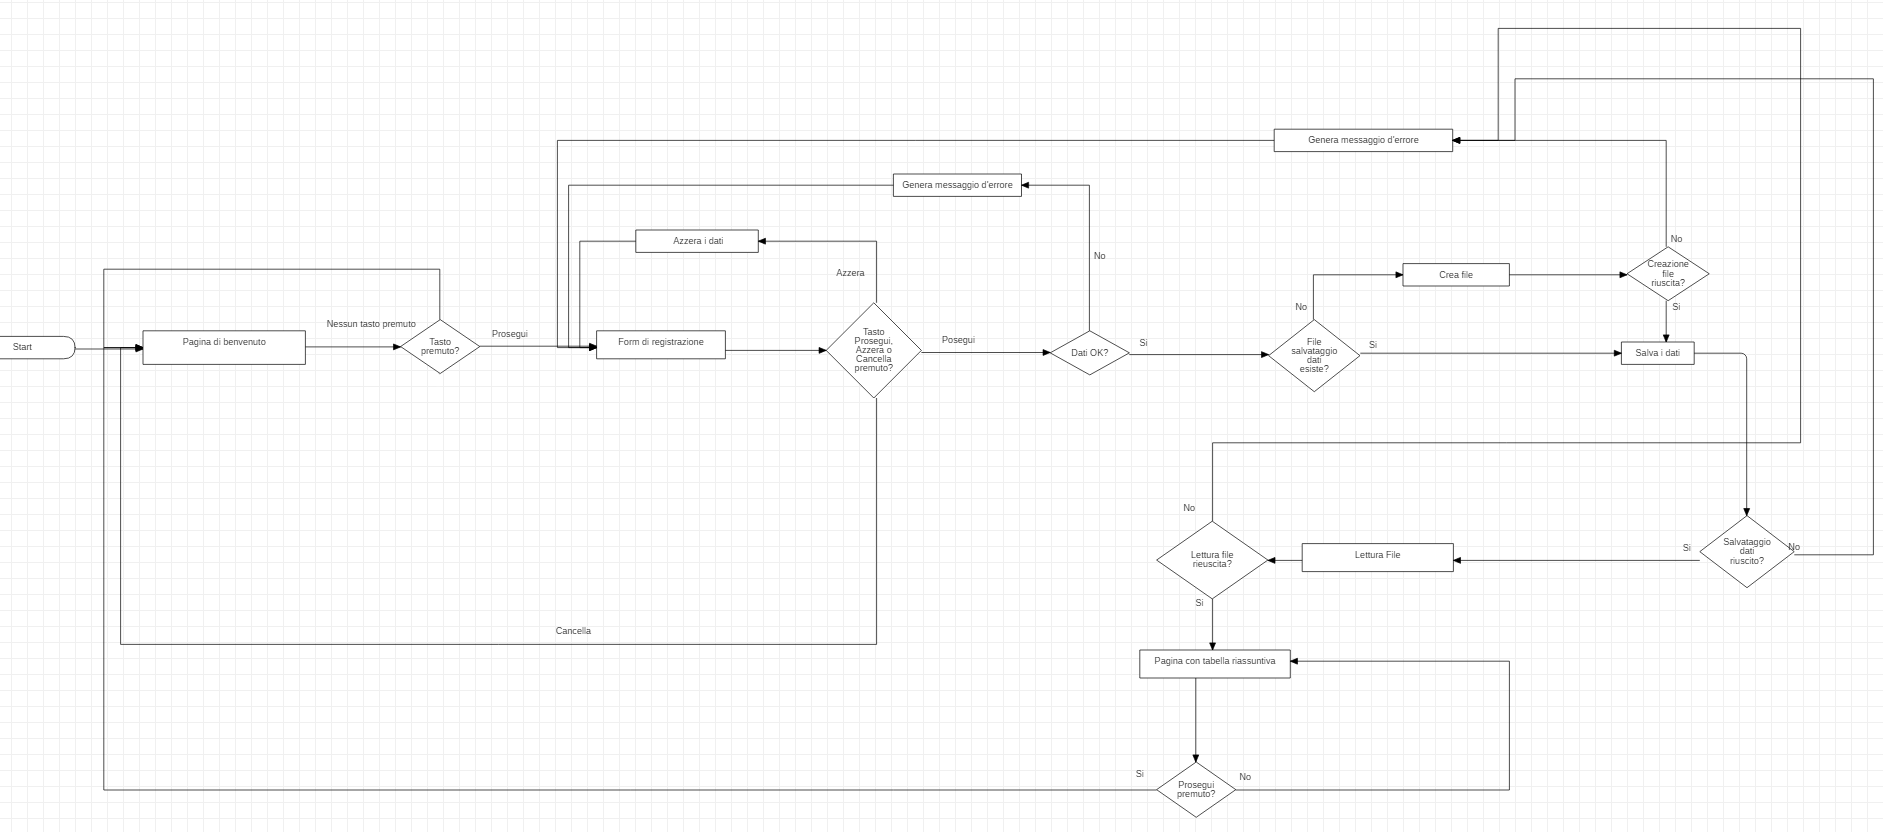 Genera messaggio d'errore
Genera messaggio d'errore
Azzera i dati
Azzera
No
No
Creazione
file
riuscita?
Crea file
No
Si
Start
Pagina di benvenuto
Nessun tasto premuto
Tasto
premuto?
Prosegui
Form di registrazione
Tasto
Prosegui,
Azzera o
Cancella
premuto?
Posegui
Dati OK?
Si
File
salvataggio
dati
esiste?
Si
Salva i dati
No
Lettura file
rieuscita?
Lettura File
Si
Salvataggio
dati
riuscito?
No
Si
Cancella
Pagina con tabella riassuntiva
Si
Prosegui
premuto?
No